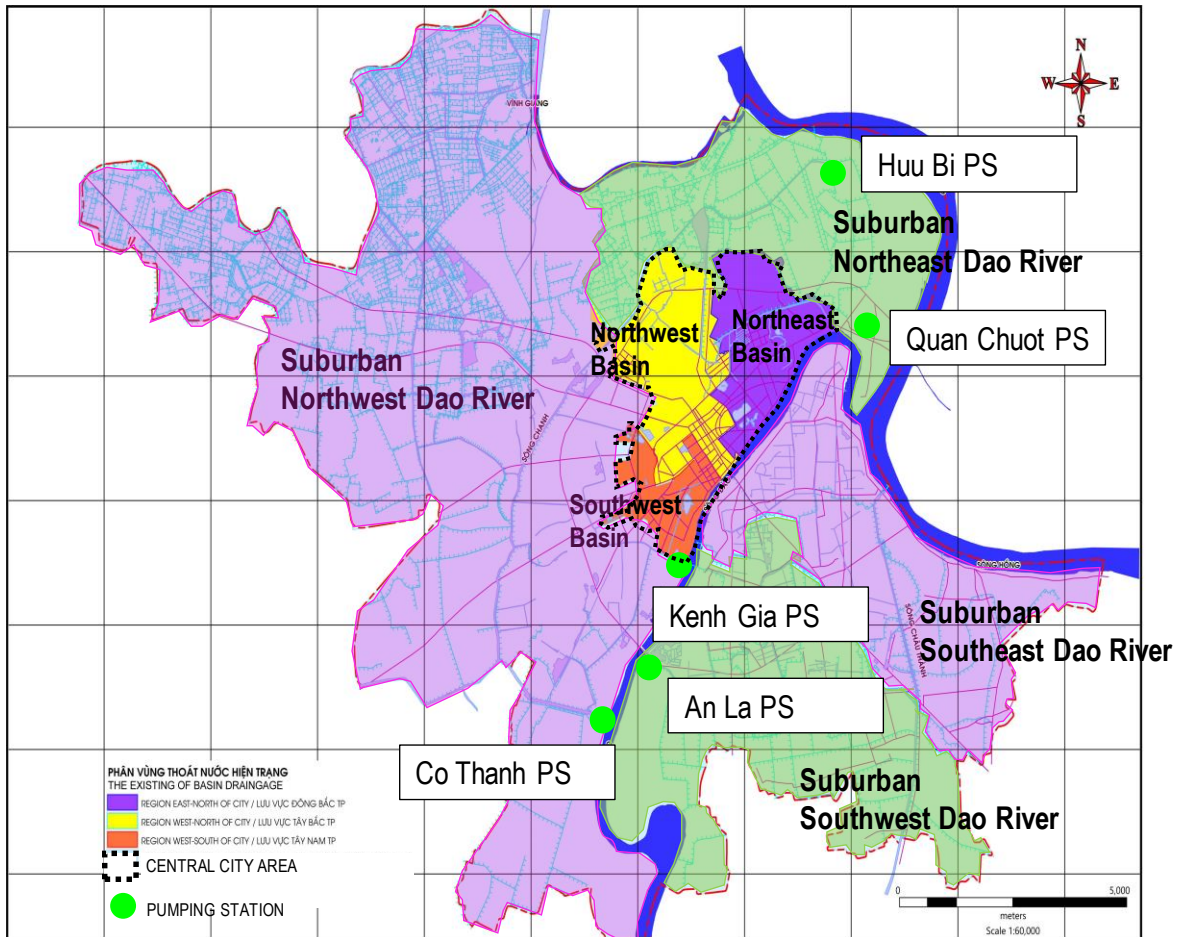 N
W E
S
VĨNH GIANG
Huu Bi PS
Suburban
Northeast Dao River
Northwest
Basin
Northeast
Basin
Quan Chuot PS
Suburban
Northwest Dao River
SÔNG CHANH
Southwest
Basin
SÔNG HỒNG
Kenh Gia PS
Suburban
Southeast Dao River
SÔNG CHÂU THÀNH
An La PS
Co Thanh PS
Suburban
Southwest Dao River
PHÂN VÙNG THOÁT NƯỚC HIỆN TRẠNG
THE EXISTING OF BASIN DRAINGAGE
REGION EAST-NORTH OF CITY / LƯU VỰC ĐÔNG BẮC TP
REGION WEST-NORTH OF CITY / LƯU VỰC TÂY BẮC TP
REGION WEST-SOUTH OF CITY / LƯU VỰC TÂY NAM TP
CENTRAL CITY AREA
PUMPING STATION
0 5,000
meters
Scale 1:60,000